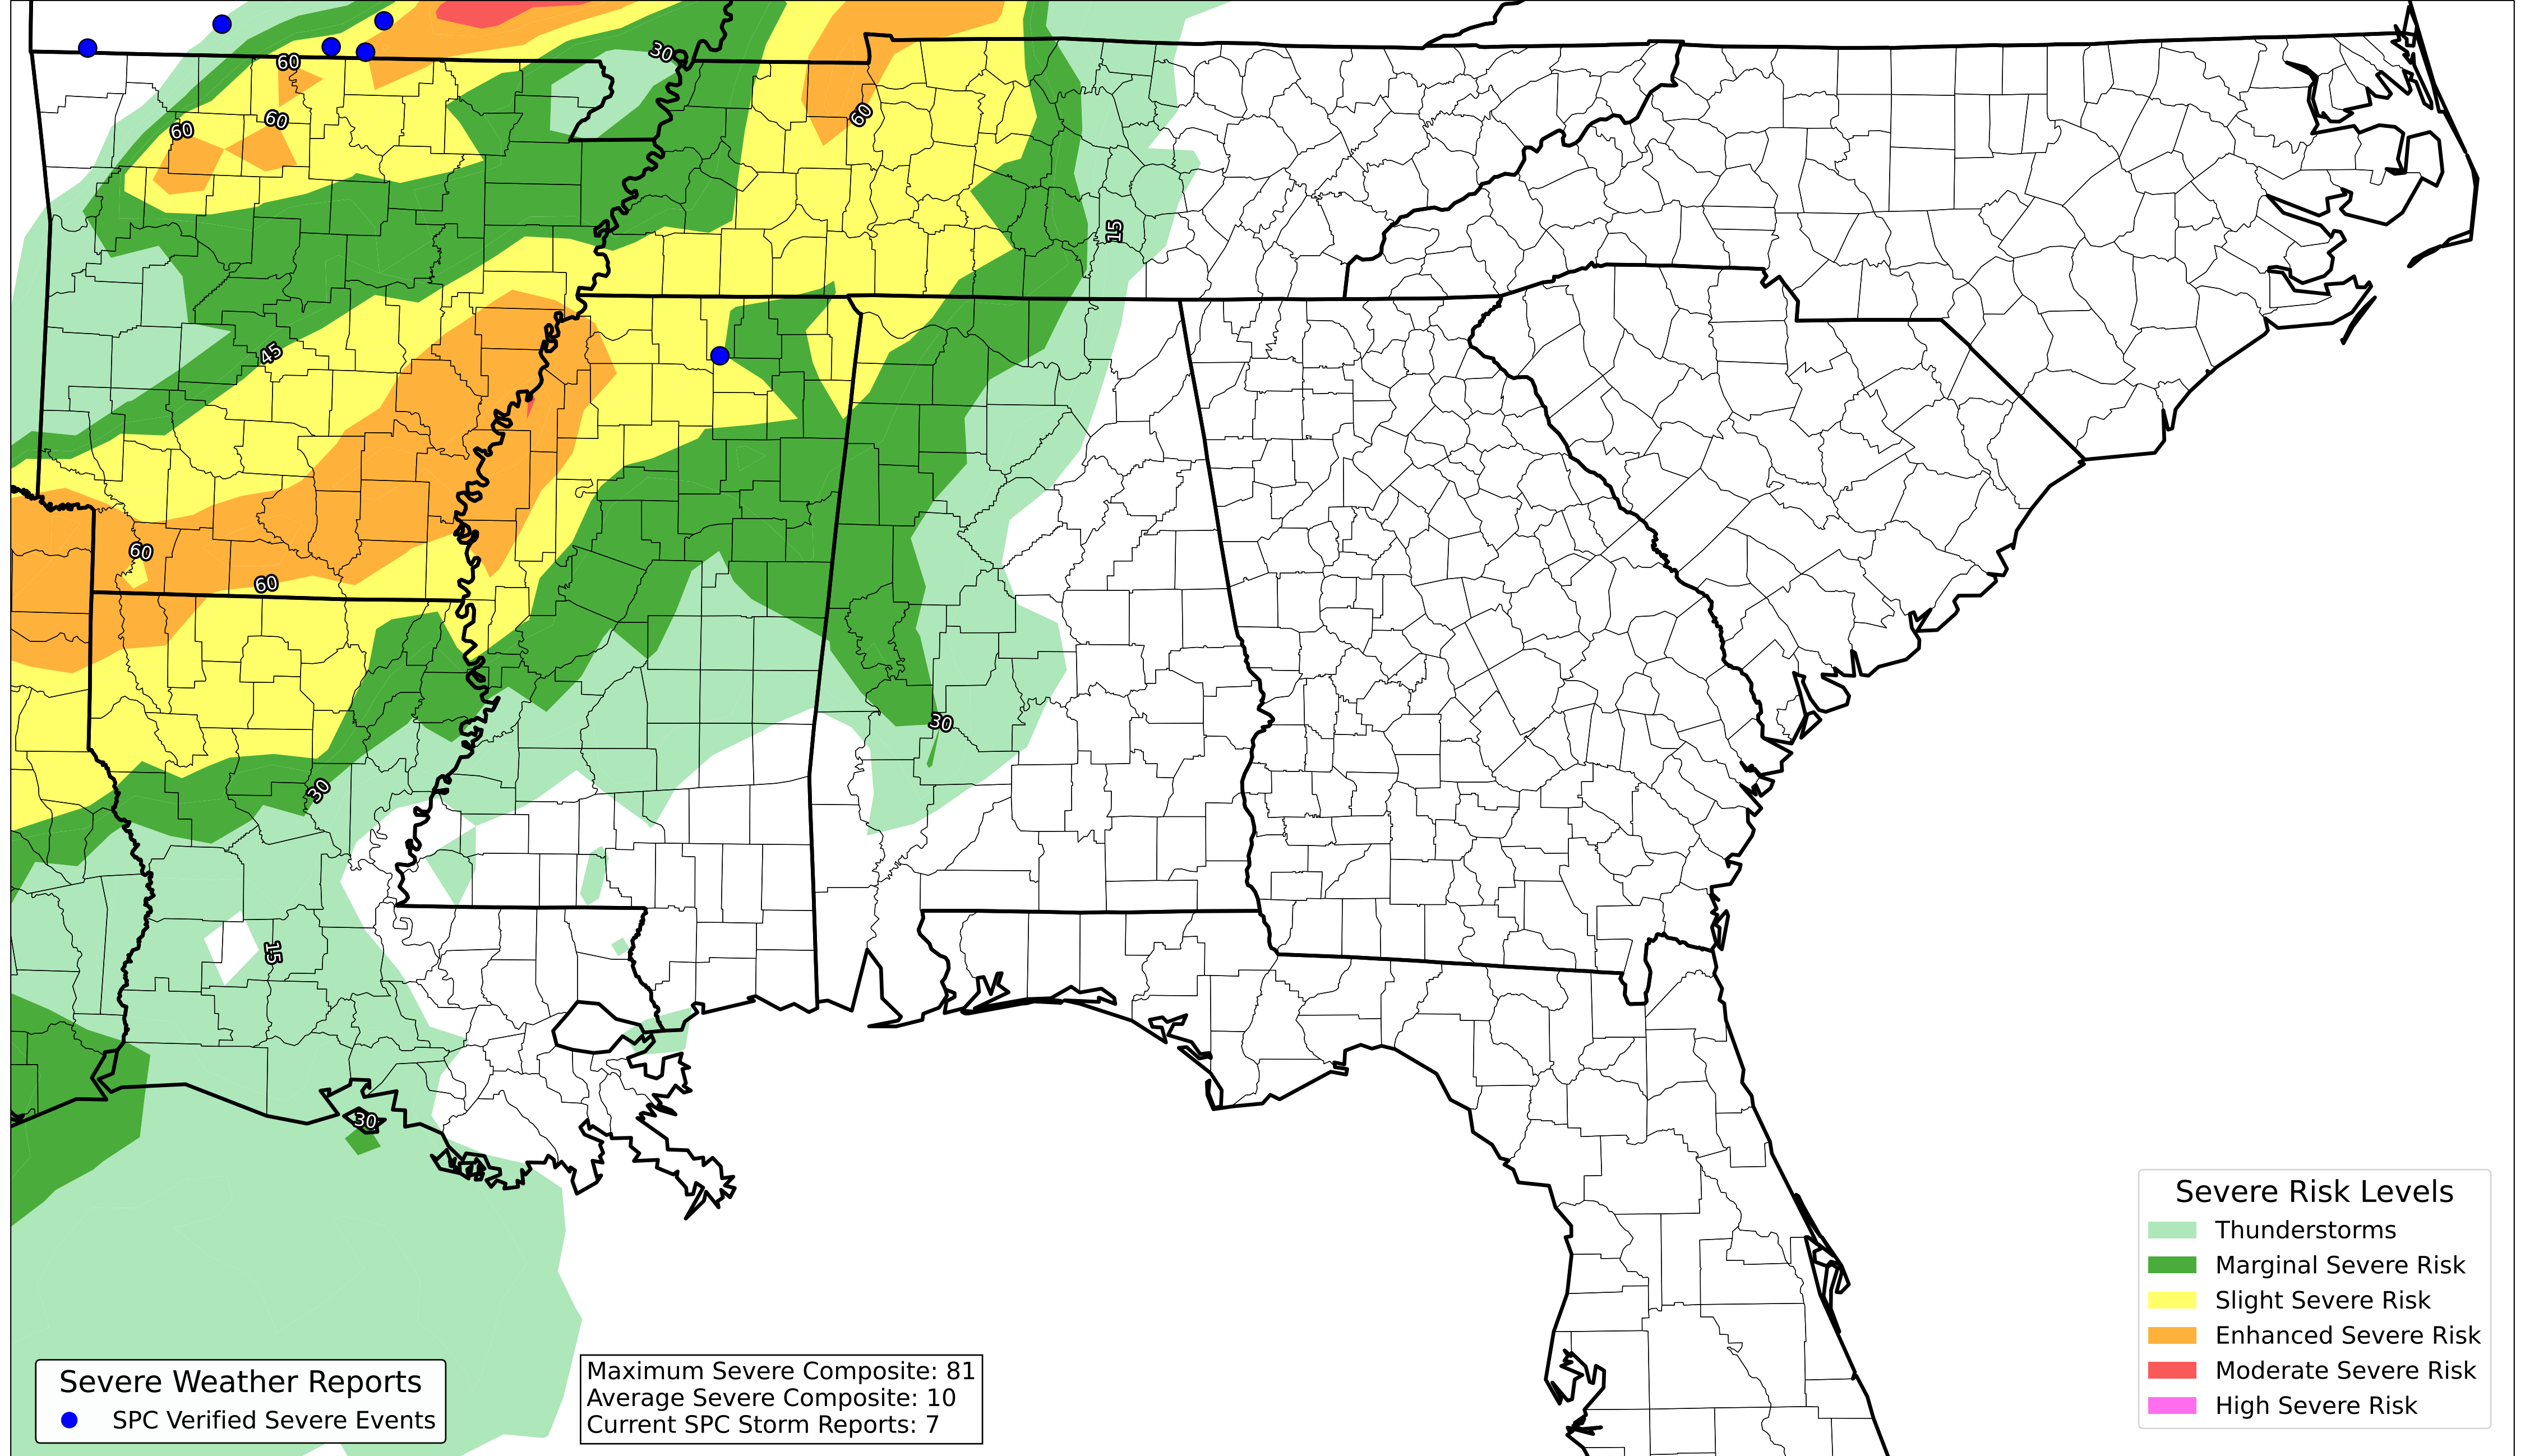 30
60
60
60
60
15
45
60
60
30
30
15
30
Severe Risk Levels
Thunderstorms
Marginal Severe Risk
Slight Severe Risk
Enhanced Severe Risk
Moderate Severe Risk
High Severe Risk
Severe Weather Reports
SPC Verified Severe Events
Maximum Severe Composite: 81
Average Severe Composite: 10
Current SPC Storm Reports: 7